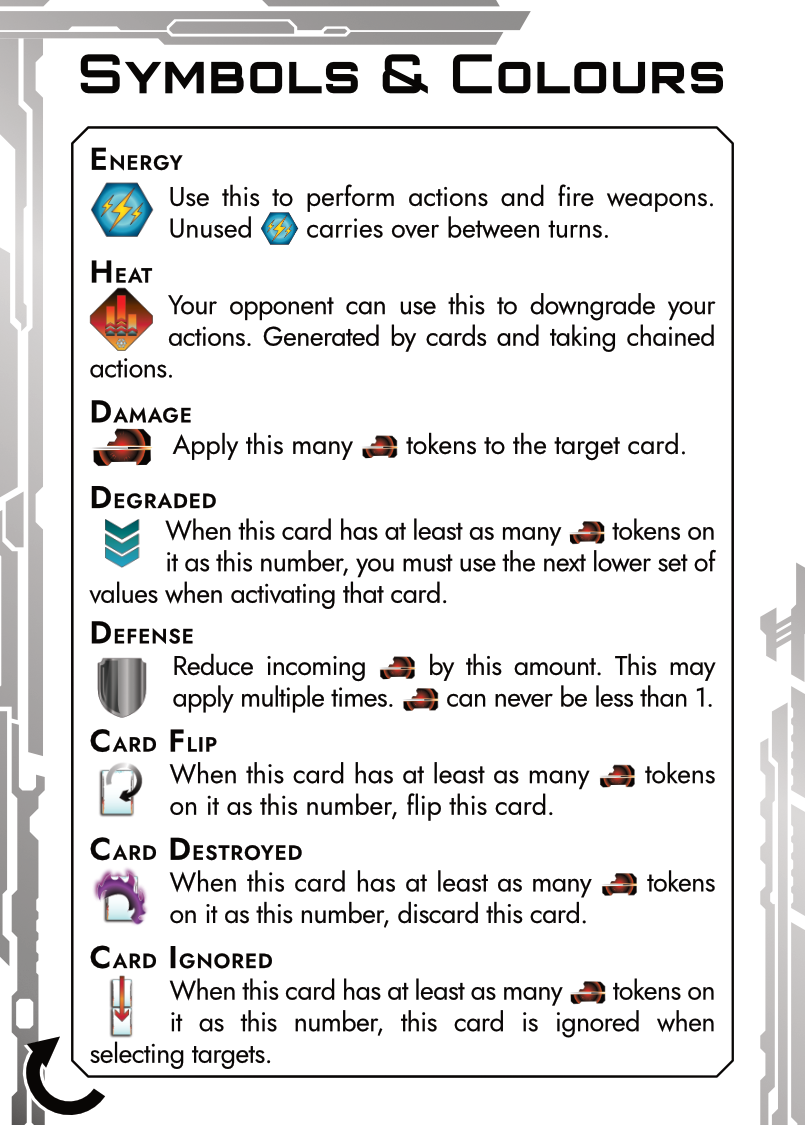 Symbols & Colours
Energy
Use this to perform actions and fire weapons.
Unused carries over between turns.
Heat
Your opponent can use this to downgrade your
actions. Generated by cards and taking chained
actions.
Damage
Apply this many tokens to the target card.
Degraded
When this card has at least as many tokens on
it as this number, you must use the next lower set of
values when activating that card.
Defense
Reduce incoming by this amount. This may
apply multiple times. can never be less than 1.
Card Flip
When this card has at least as many tokens
on it as this number, flip this card.
Card Destroyed
When this card has at least as many tokens
on it as this number, discard this card.
Card Ignored
When this card has at least as many tokens on
it as this number, this card is ignored when
selecting targets.